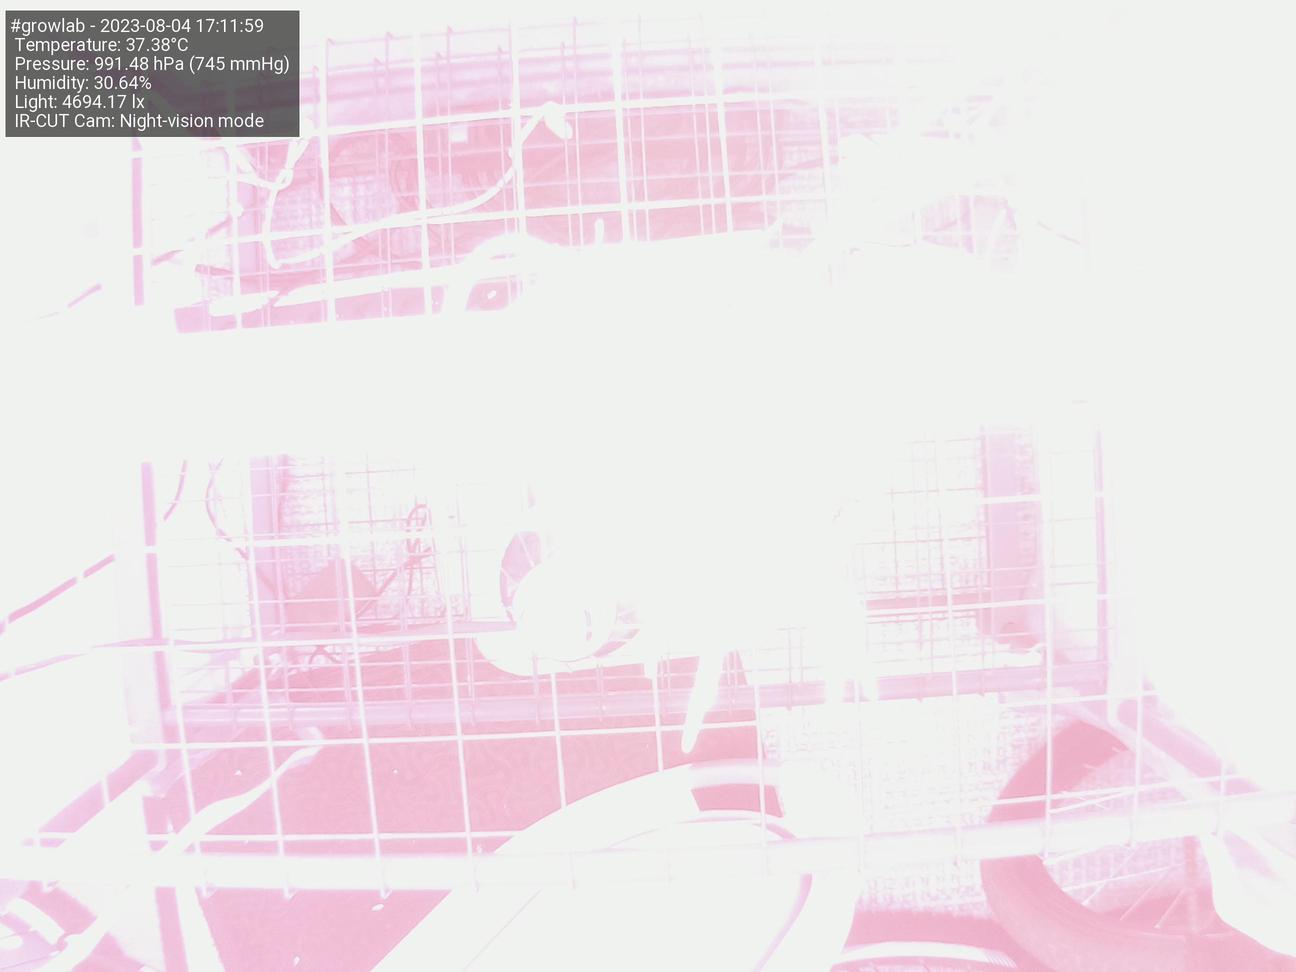 #growlab - 2023-08-04 17:11:59
Temperature: 37.38°C
Pressure: 991.48 hPa (745 mmHg)
Humidity: 30.64%
Light: 4694.17 lx
IR-CUT Cam: Night-vision mode